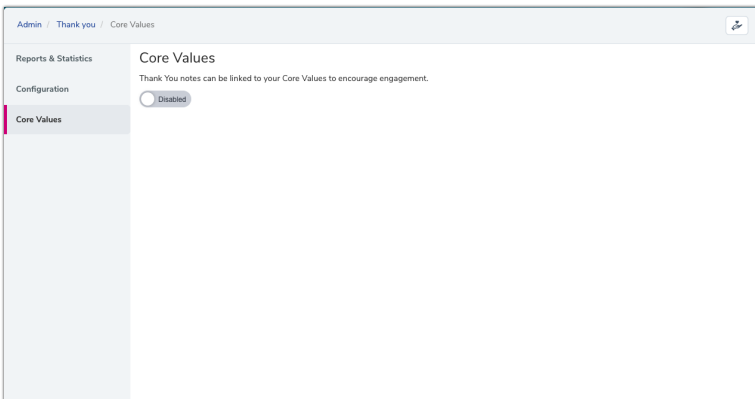 Admin / Thank you / Core Values
Reports & Statistics
Configuration
Core Values
Core Values
Thank You notes can be linked to your Core Values to encourage engagement.
Disabled